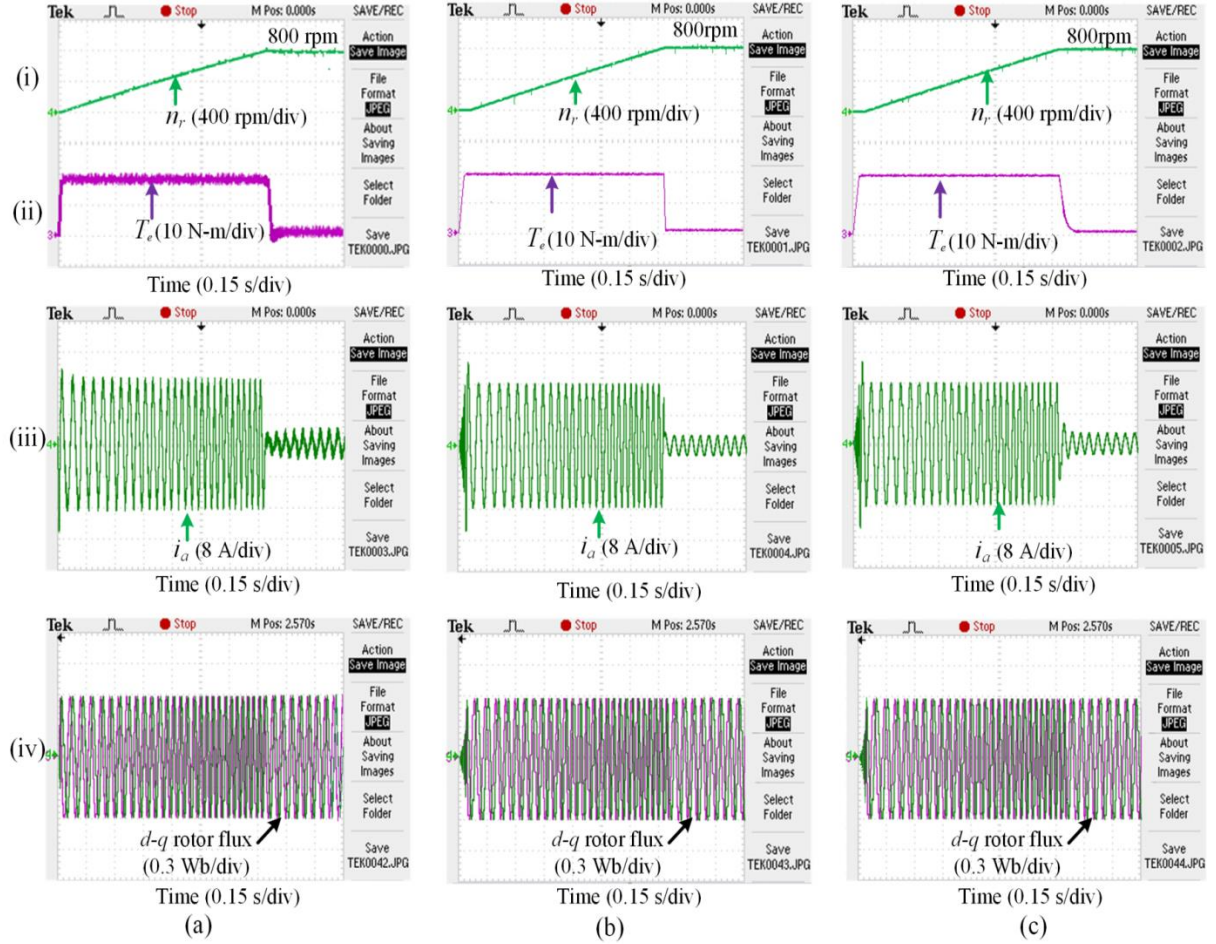 Tek Stop M Pos: 0.000s SAVE/REC
Action
Save Image
File
Format
JPEG
About
Saving
Images
Select
Folder
Save
TEK0000.JPG
800 rpm
(i)
4
n_r (400 rpm/div)
(ii)
3
T_e (10 N-m/div)
Time (0.15 s/div)
Tek Stop M Pos: 0.000s SAVE/REC
Action
Save Image
File
Format
JPEG
About
Saving
Images
Select
Folder
Save
TEK0001.JPG
800rpm
4
n_r (400 rpm/div)
3
T_e (10 N-m/div)
Time (0.15 s/div)
Tek Stop M Pos: 0.000s SAVE/REC
Action
Save Image
File
Format
JPEG
About
Saving
Images
Select
Folder
Save
TEK0002.JPG
800rpm
4
n_r (400 rpm/div)
3
T_e (10 N-m/div)
Time (0.15 s/div)
Tek Stop M Pos: 0.000s SAVE/REC
Action
Save Image
File
Format
JPEG
About
Saving
Images
Select
Folder
Save
TEK0003.JPG
(iii)
4
i_a (8 A/div)
Time (0.15 s/div)
Tek Stop M Pos: 0.000s SAVE/REC
Action
Save Image
File
Format
JPEG
About
Saving
Images
Select
Folder
Save
TEK0004.JPG
4
i_a (8 A/div)
Time (0.15 s/div)
Tek Stop M Pos: 0.000s SAVE/REC
Action
Save Image
File
Format
JPEG
About
Saving
Images
Select
Folder
Save
TEK0005.JPG
4
i_a (8 A/div)
Time (0.15 s/div)
Tek Stop M Pos: 2.570s SAVE/REC
Action
Save Image
File
Format
JPEG
About
Saving
Images
Select
Folder
Save
TEK0042.JPG
(iv)
d-q rotor flux
(0.3 Wb/div)
Time (0.15 s/div)
(a)
Tek Stop M Pos: 2.570s SAVE/REC
Action
Save Image
File
Format
JPEG
About
Saving
Images
Select
Folder
Save
TEK0043.JPG
d-q rotor flux
(0.3 Wb/div)
Time (0.15 s/div)
(b)
Tek Stop M Pos: 2.570s SAVE/REC
Action
Save Image
File
Format
JPEG
About
Saving
Images
Select
Folder
Save
TEK0044.JPG
d-q rotor flux
(0.3 Wb/div)
Time (0.15 s/div)
(c)